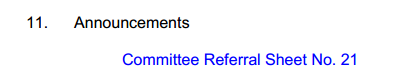 11. Announcements
Committee Referral Sheet No. 21